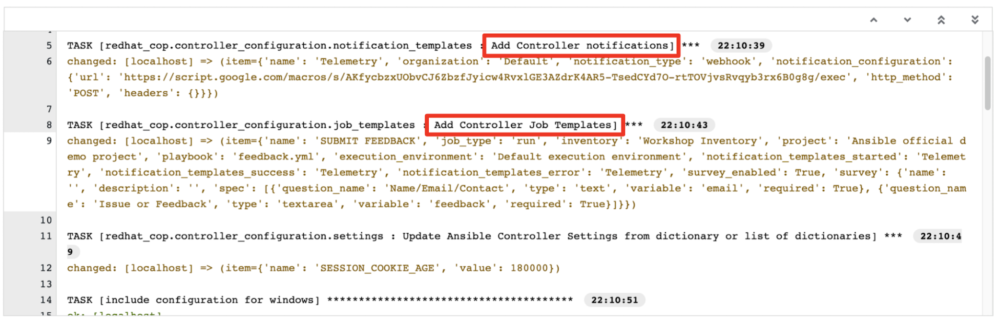 5 TASK [redhat_cop.controller_configuration.notification_templates : Add Controller notifications] *** 22:10:39
6 changed: [localhost] => (item={'name': 'Telemetry', 'organization': 'Default', 'notification_type': 'webhook', 'notification_configuration':
{'url': 'https://script.google.com/macros/s/AKfycbzxUObvCJ6ZbzfJyicw4RvxlGE3AZdrK4AR5-TsedCYd7O-rtTOVjvsRvqyb3rx6B0g8g/exec', 'http_method':
'POST', 'headers': {}}})
7
8 TASK [redhat_cop.controller_configuration.job_templates : Add Controller Job Templates] *** 22:10:43
9 changed: [localhost] => (item={'name': 'SUBMIT FEEDBACK', 'job_type': 'run', 'inventory': 'Workshop Inventory', 'project': 'Ansible official d
emo project', 'playbook': 'feedback.yml', 'execution_environment': 'Default execution environment', 'notification_templates_started': 'Telemet
ry', 'notification_templates_success': 'Telemetry', 'notification_templates_error': 'Telemetry', 'survey_enabled': True, 'survey': {'name':
'', 'description': '', 'spec': [{'question_name': 'Name/Email/Contact', 'type': 'text', 'variable': 'email', 'required': True}, {'question_nam
e': 'Issue or Feedback', 'type': 'textarea', 'variable': 'feedback', 'required': True}]}})
10
11 TASK [redhat_cop.controller_configuration.settings : Update Ansible Controller Settings from dictionary or list of dictionaries] *** 22:10:4
9
12 changed: [localhost] => (item={'name': 'SESSION_COOKIE_AGE', 'value': 180000})
13
14 TASK [include configuration for windows] *************************************** 22:10:51
15 ok: [localhost]